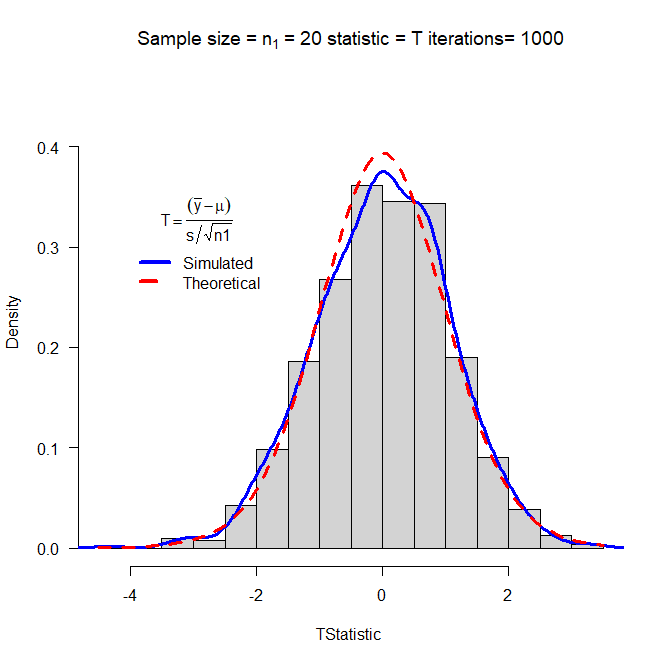 Sample size = n₁ = 20 statistic = T iterations= 1000
0.4
0.3
0.2
0.1
0.0
Density
T = (y̅ − μ) / s/√n1
Simulated
Theoretical
-4 -2 0 2
TStatistic